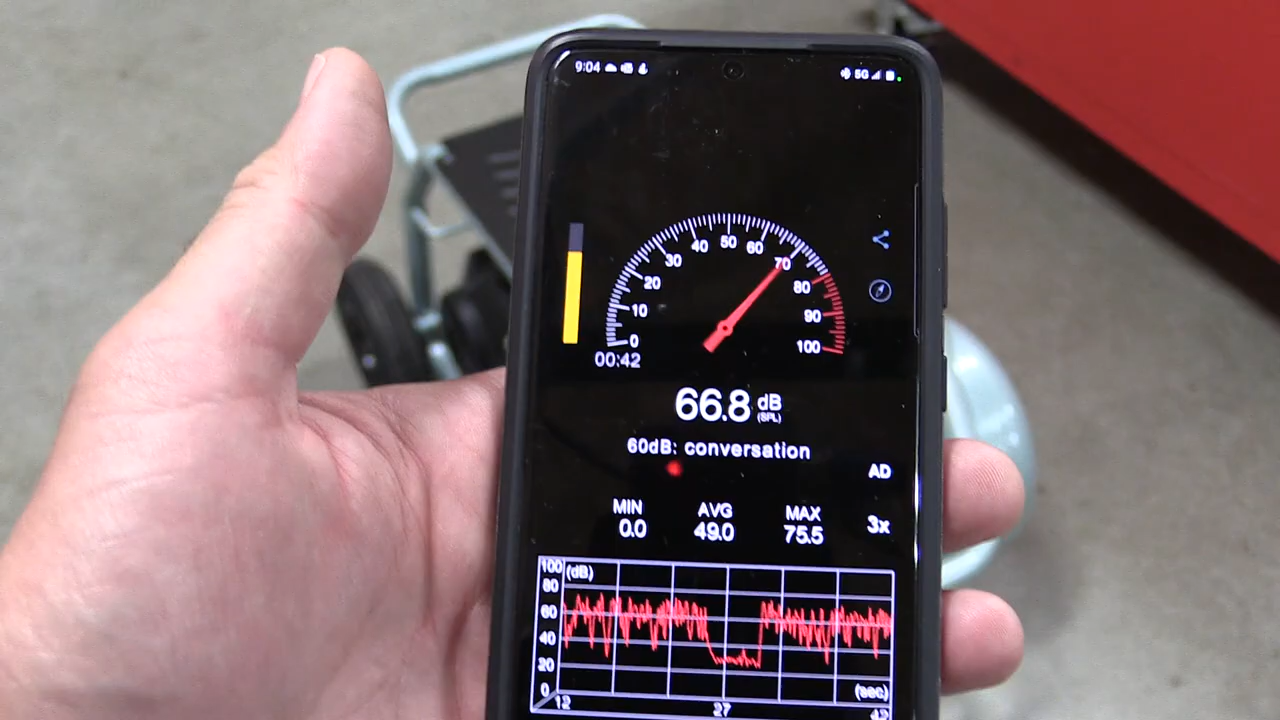 9:04 5G
0 10 20 30 40 50 60 70 80 90 100
00:42
66.8 dB
(SPL)
60dB: conversation
AD
MIN AVG MAX
0.0 49.0 75.5
3x
100 (dB)
80
60
40
20
0 (sec)
12 27 42